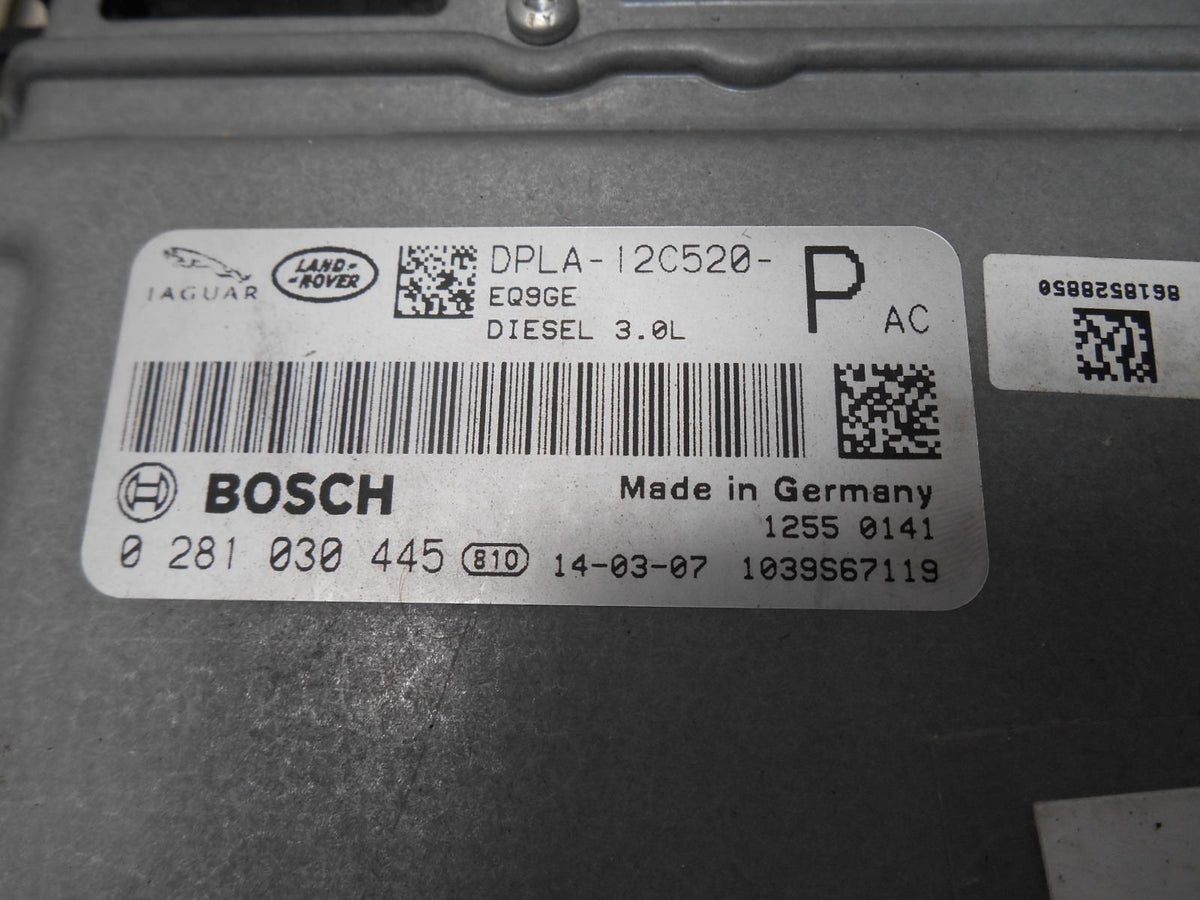 JAGUAR
LAND-
-ROVER
DPLA-12C520-
P
AC
EQ9GE
DIESEL 3.0L
BOSCH
Made in Germany
1255 0141
0 281 030 445 810 14-03-07 1039S67119
8618528850